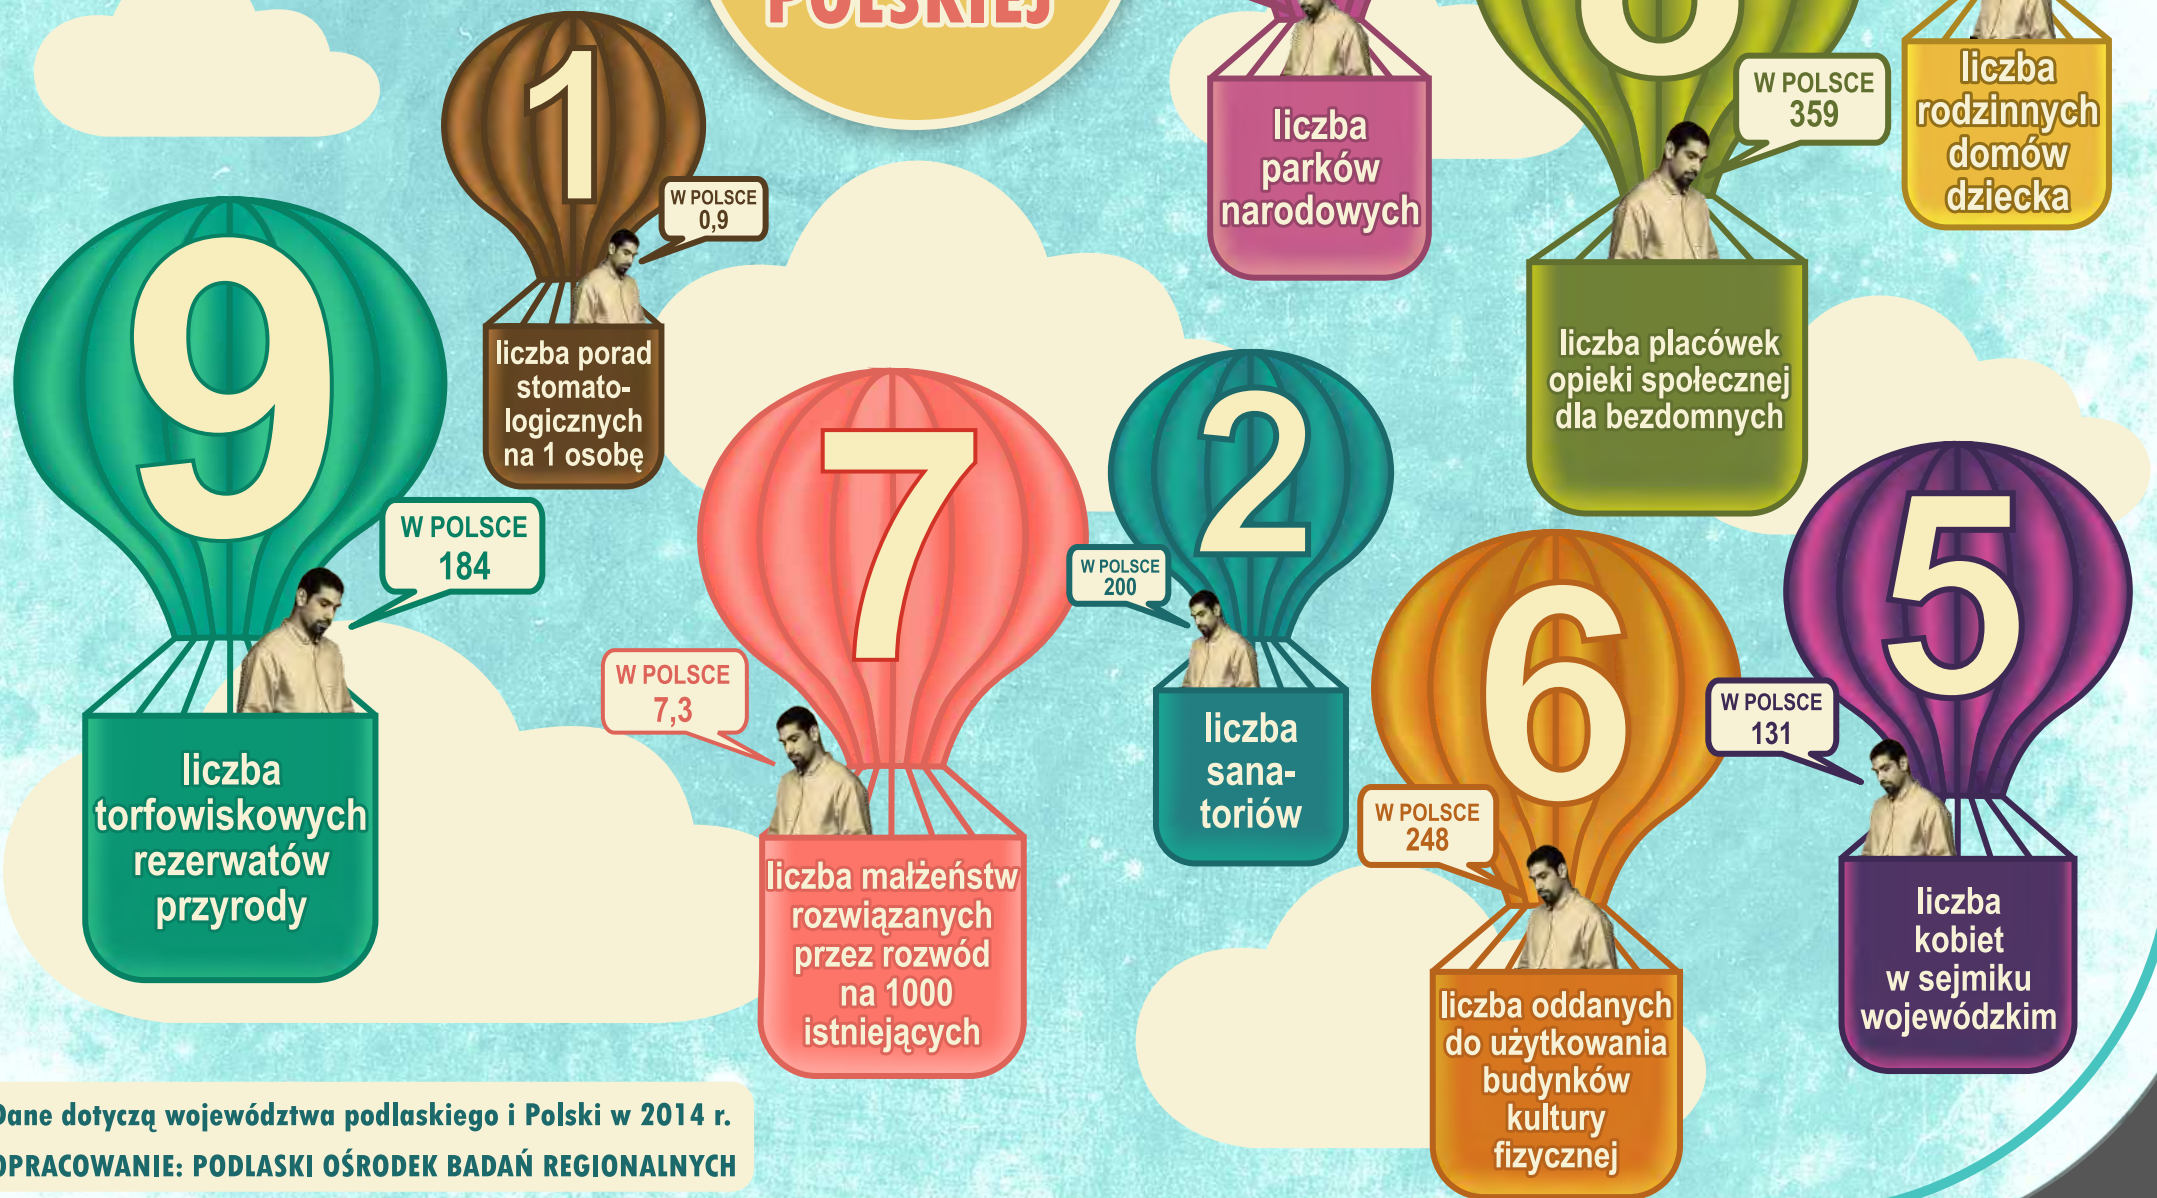 POLSKIEJ
1
W POLSCE
0,9
liczba porad
stomato-
logicznych
na 1 osobę
liczba
parków
narodowych
W POLSCE
359
liczba placówek
opieki społecznej
dla bezdomnych
liczba
rodzinnych
domów
dziecka
9
W POLSCE
184
liczba
torfowiskowych
rezerwatów
przyrody
7
W POLSCE
7,3
liczba małżeństw
rozwiązanych
przez rozwód
na 1000
istniejących
2
W POLSCE
200
liczba
sana-
toriów
6
W POLSCE
248
liczba oddanych
do użytkowania
budynków
kultury
fizycznej
5
W POLSCE
131
liczba
kobiet
w sejmiku
wojewódzkim
Dane dotyczą województwa podlaskiego i Polski w 2014 r.
OPRACOWANIE: PODLASKI OŚRODEK BADAŃ REGIONALNYCH